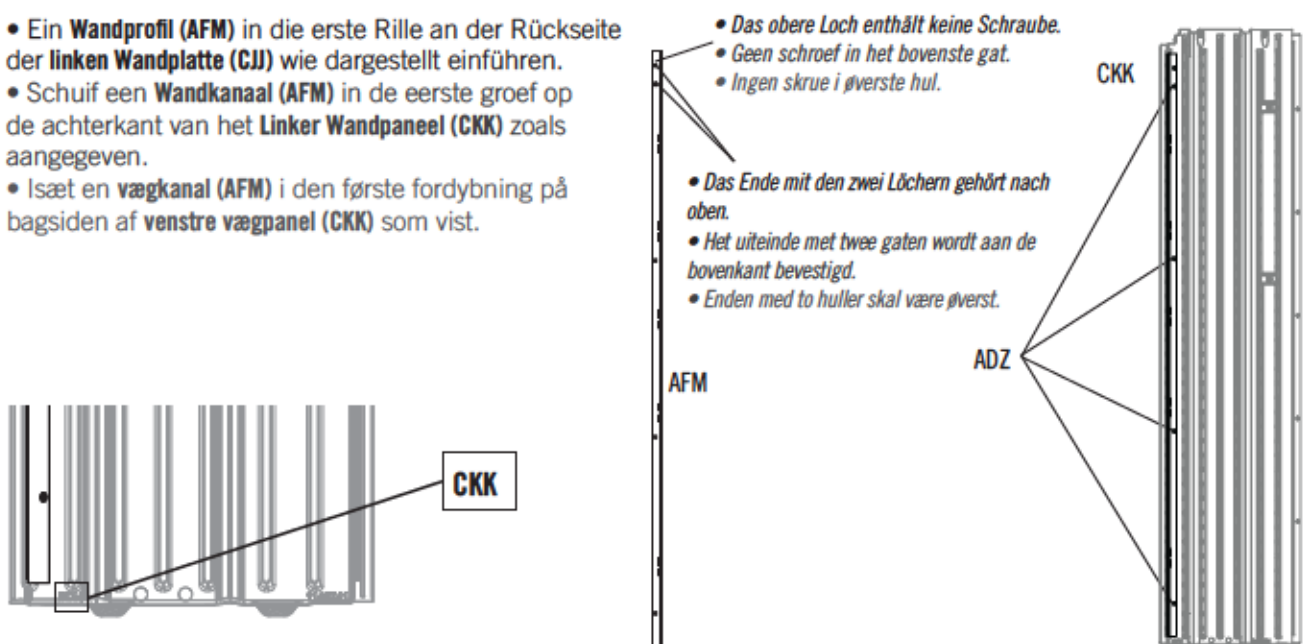 • Ein Wandprofil (AFM) in die erste Rille an der Rückseite
der linken Wandplatte (CJJ) wie dargestellt einführen.
• Schuif een Wandkanaal (AFM) in de eerste groef op
de achterkant van het Linker Wandpaneel (CKK) zoals
aangegeven.
• Isæt en vægkanal (AFM) i den første fordybning på
bagsiden af venstre vægpanel (CKK) som vist.
• Das obere Loch enthält keine Schraube.
• Geen schroef in het bovenste gat.
• Ingen skrue i øverste hul.
• Das Ende mit den zwei Löchern gehört nach
oben.
• Het uiteinde met twee gaten wordt aan de
bovenkant bevestigd.
• Enden med to huller skal være øverst.
CKK
ADZ
AFM
CKK